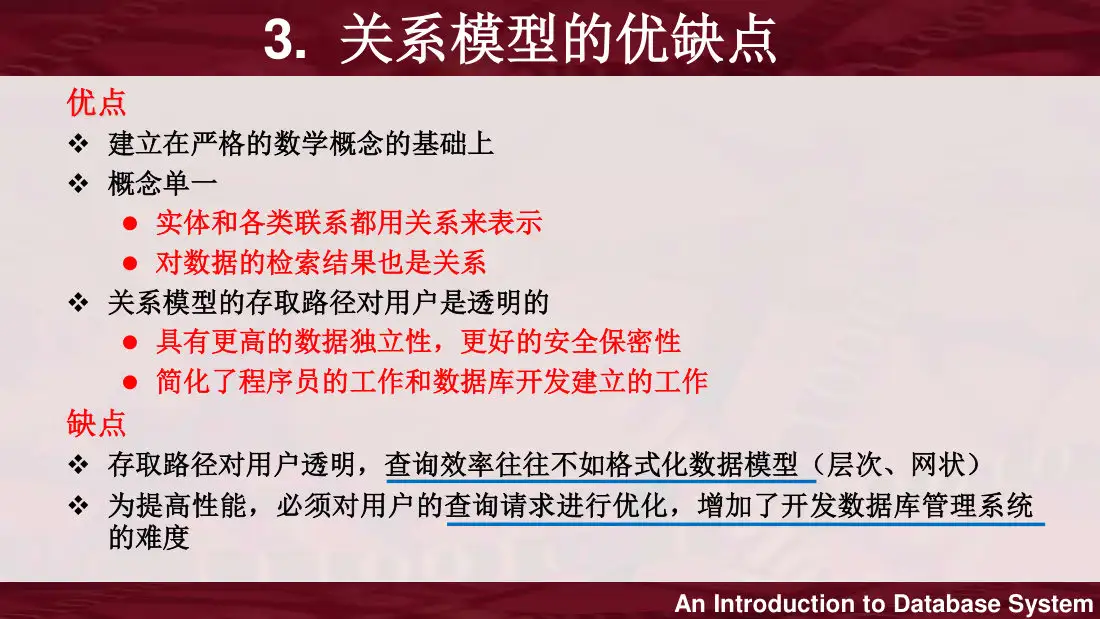 3. 关系模型的优缺点
优点
❖ 建立在严格的数学概念的基础上
❖ 概念单一
● 实体和各类联系都用关系来表示
● 对数据的检索结果也是关系
❖ 关系模型的存取路径对用户是透明的
● 具有更高的数据独立性，更好的安全保密性
● 简化了程序员的工作和数据库开发建立的工作
缺点
❖ 存取路径对用户透明，查询效率往往不如格式化数据模型（层次、网状）
❖ 为提高性能，必须对用户的查询请求进行优化，增加了开发数据库管理系统
的难度
An Introduction to Database System